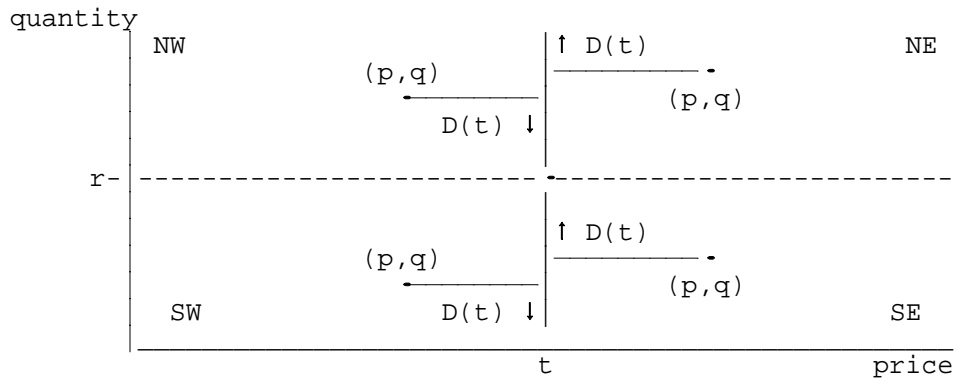 quantity
NW ↑ D(t) NE
(p,q) (p,q)
D(t) ↓
r-
↑ D(t)
(p,q) (p,q)
SW D(t) ↓ SE
t price